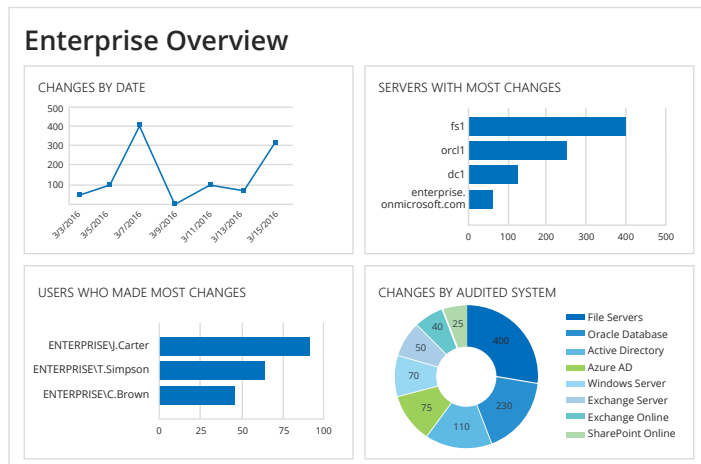 Enterprise Overview
CHANGES BY DATE
500
400
300
200
100
3/3/2016
3/5/2016
3/7/2016
3/9/2016
3/11/2016
3/13/2016
3/15/2016
SERVERS WITH MOST CHANGES
fs1
orcl1
dc1
enterprise.
onmicrosoft.com
0 100 200 300 400 500
USERS WHO MADE MOST CHANGES
ENTERPRISE\J.Carter
ENTERPRISE\T.Simpson
ENTERPRISE\C.Brown
0 25 50 75 100
CHANGES BY AUDITED SYSTEM
400
230
110
75
70
50
40
25
File Servers
Oracle Database
Active Directory
Azure AD
Windows Server
Exchange Server
Exchange Online
SharePoint Online